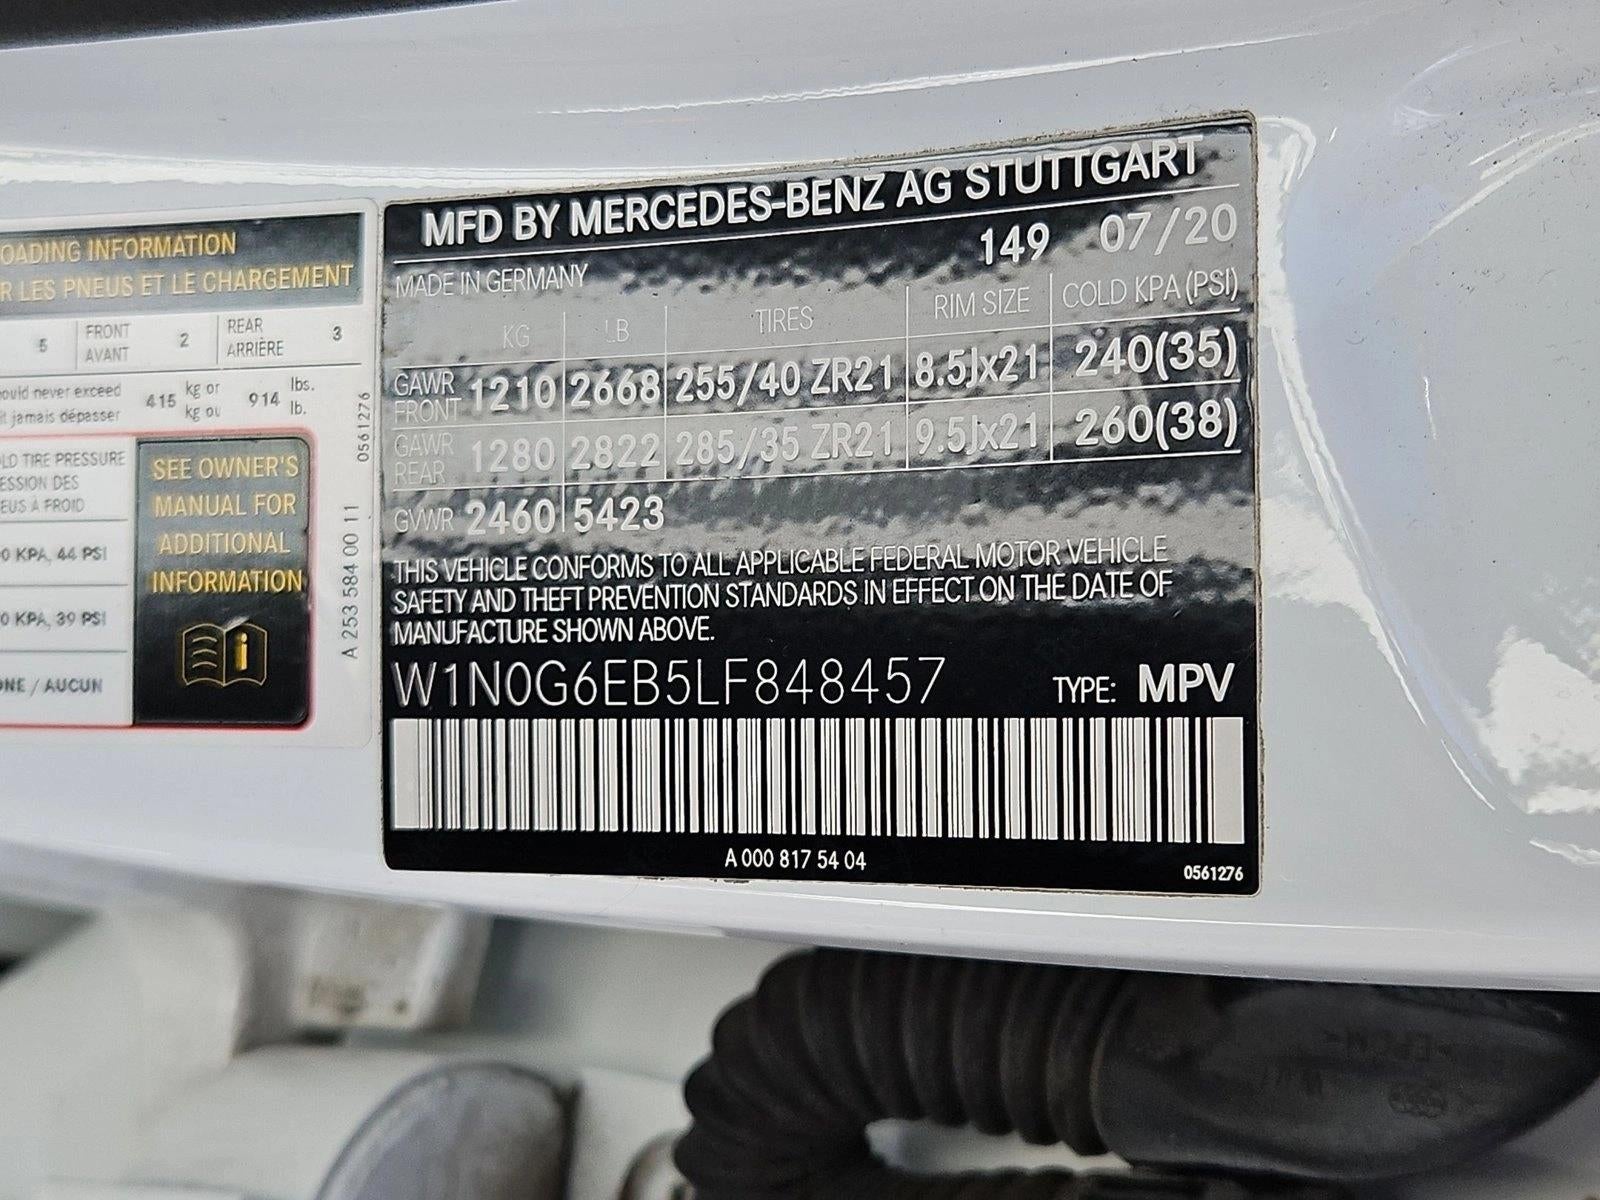 OADING INFORMATION
R LES PNEUS ET LE CHARGEMENT
5 FRONT AVANT 2 REAR ARRIÈRE 3
ould never exceed 415 kg or 914 lbs.
it jamais dépasser kg ou lb.
LD TIRE PRESSURE
ESSION DES
EUS À FROID
0 KPA, 44 PSI
0 KPA, 39 PSI
ONE / AUCUN
SEE OWNER'S
MANUAL FOR
ADDITIONAL
INFORMATION
i
0561276
A 253 584 00 11
MFD BY MERCEDES-BENZ AG STUTTGART
149 07/20
MADE IN GERMANY
KG LB TIRES RIM SIZE COLD KPA (PSI)
GAWR FRONT 1210 2668 255/40 ZR21 8.5Jx21 240(35)
GAWR REAR 1280 2822 285/35 ZR21 9.5Jx21 260(38)
GVWR 2460 5423
THIS VEHICLE CONFORMS TO ALL APPLICABLE FEDERAL MOTOR VEHICLE
SAFETY AND THEFT PREVENTION STANDARDS IN EFFECT ON THE DATE OF
MANUFACTURE SHOWN ABOVE.
W1N0G6EB5LF848457 TYPE: MPV
A 000 817 54 04
0561276